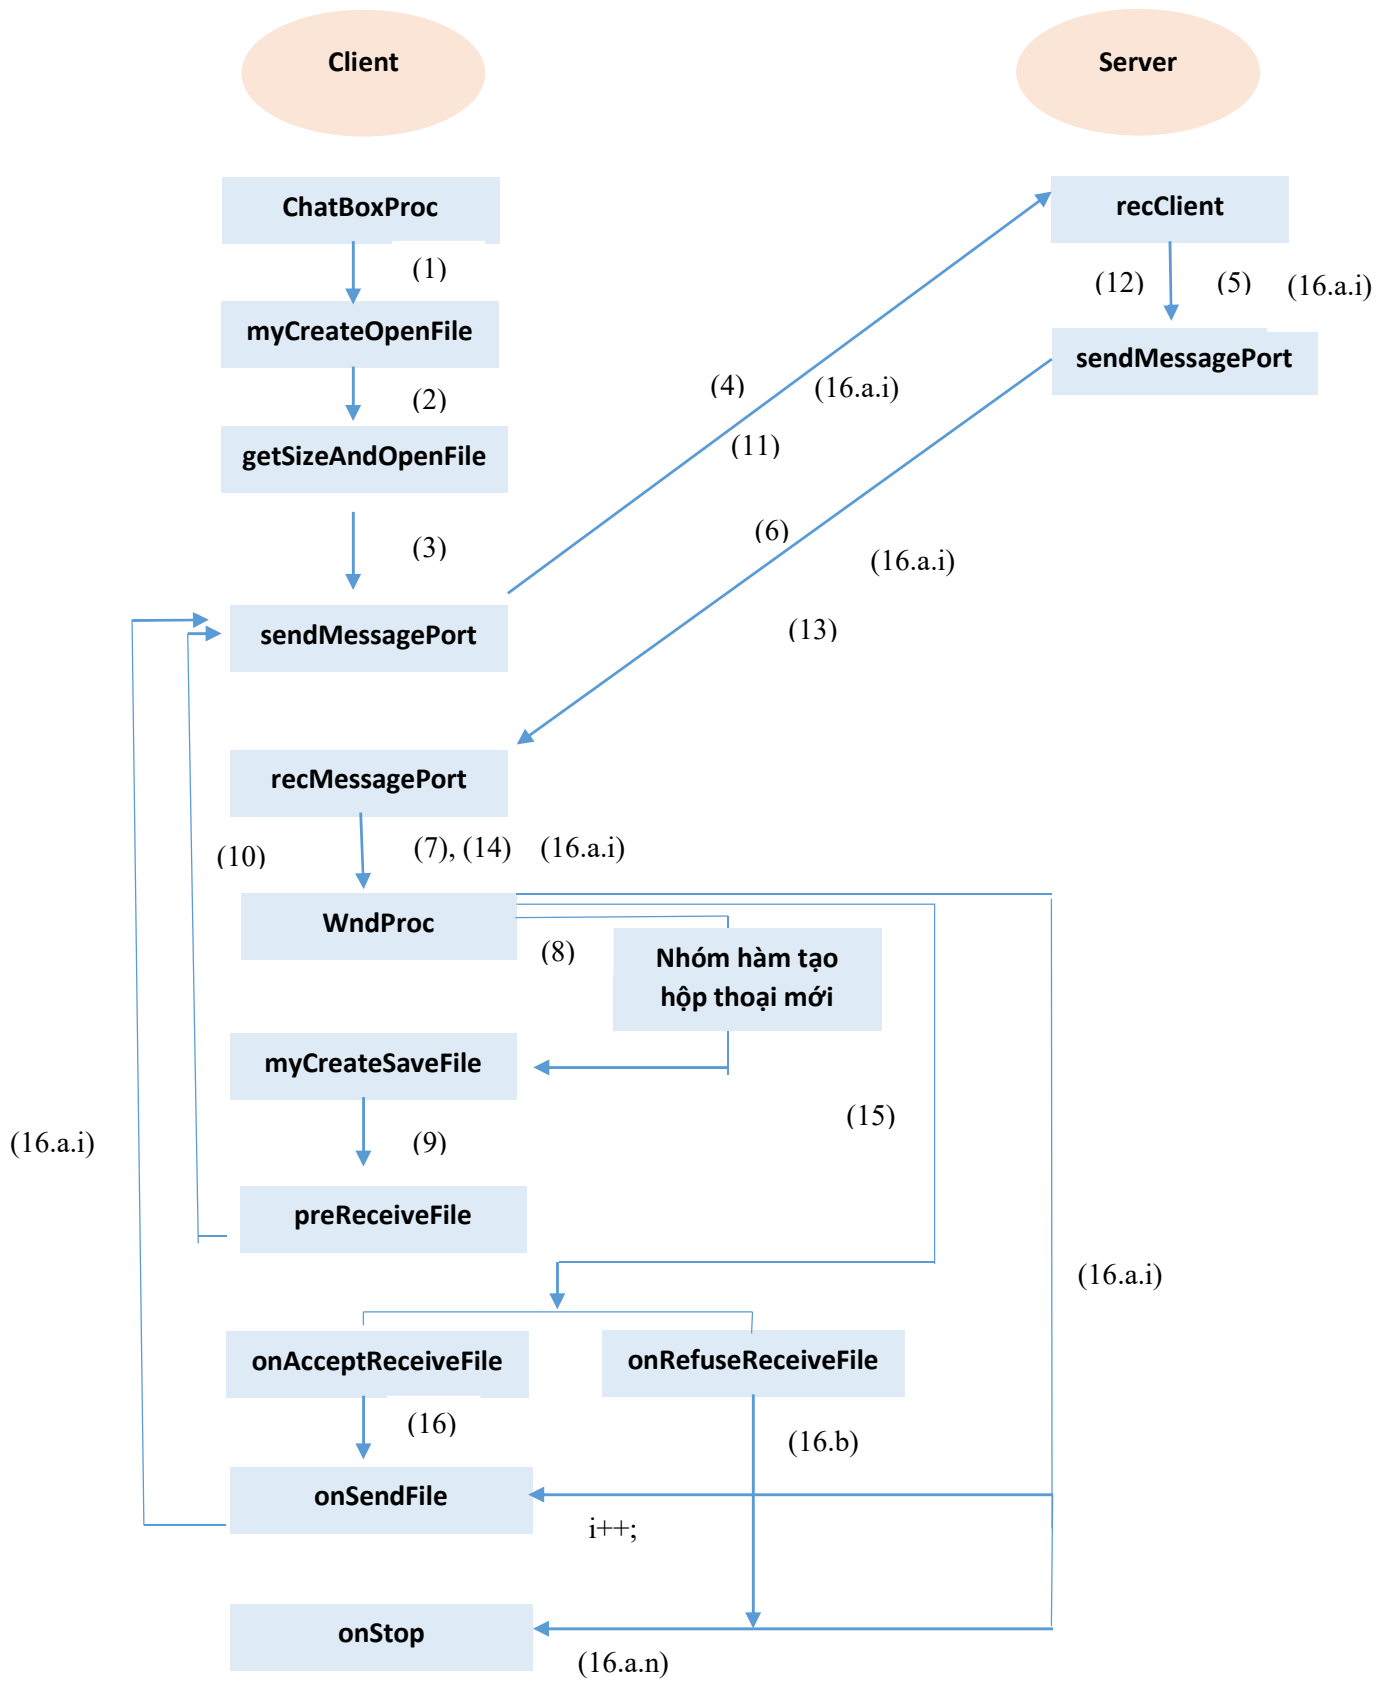 Client
Server
ChatBoxProc
recClient
(1)
(12)
(5)
(16.a.i)
myCreateOpenFile
sendMessagePort
(2)
(4)
(16.a.i)
getSizeAndOpenFile
(11)
(3)
(6)
(16.a.i)
sendMessagePort
(13)
recMessagePort
(10)
(7), (14)
(16.a.i)
WndProc
(8)
Nhóm hàm tạo
hộp thoại mới
myCreateSaveFile
(15)
(16.a.i)
(9)
preReceiveFile
(16.a.i)
onAcceptReceiveFile
onRefuseReceiveFile
(16)
(16.b)
onSendFile
i++;
onStop
(16.a.n)